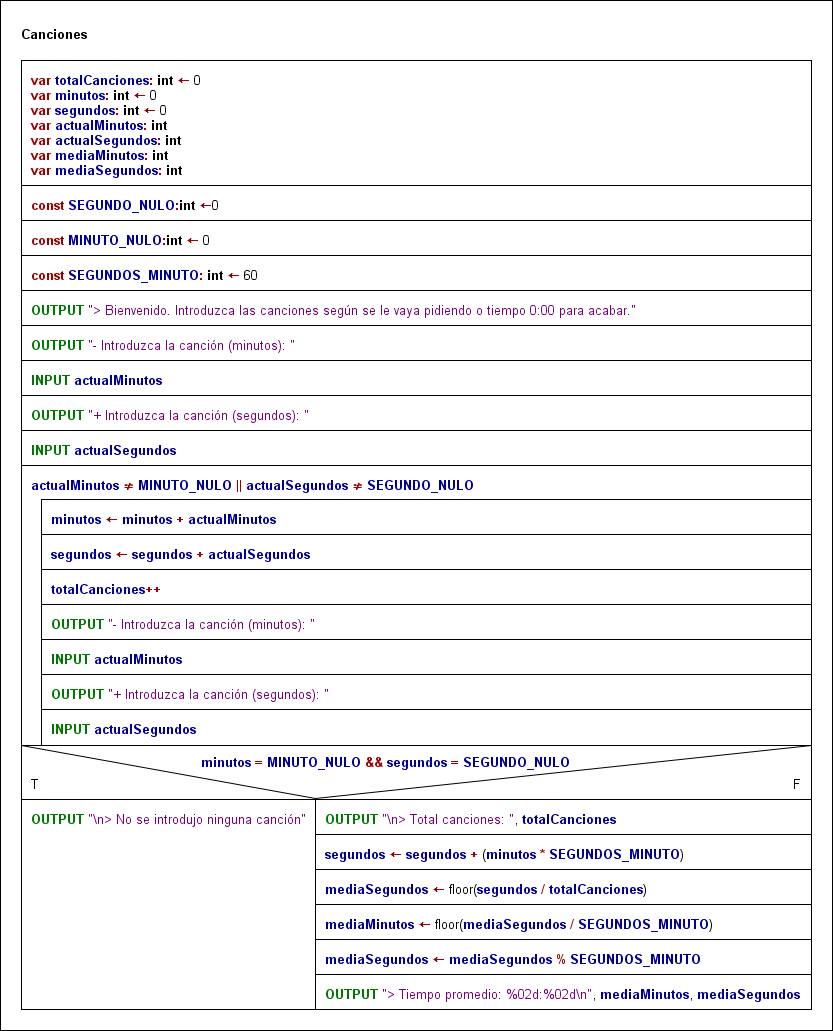 Canciones
var totalCanciones: int ← 0
var minutos: int ← 0
var segundos: int ← 0
var actualMinutos: int
var actualSegundos: int
var mediaMinutos: int
var mediaSegundos: int
const SEGUNDO_NULO:int ←0
const MINUTO_NULO:int ← 0
const SEGUNDOS_MINUTO: int ← 60
OUTPUT "> Bienvenido. Introduzca las canciones según se le vaya pidiendo o tiempo 0:00 para acabar."
OUTPUT "- Introduzca la canción (minutos): "
INPUT actualMinutos
OUTPUT "+ Introduzca la canción (segundos): "
INPUT actualSegundos
actualMinutos ≠ MINUTO_NULO || actualSegundos ≠ SEGUNDO_NULO
minutos ← minutos + actualMinutos
segundos ← segundos + actualSegundos
totalCanciones++
OUTPUT "- Introduzca la canción (minutos): "
INPUT actualMinutos
OUTPUT "+ Introduzca la canción (segundos): "
INPUT actualSegundos
minutos = MINUTO_NULO && segundos = SEGUNDO_NULO
T
F
OUTPUT "\n> No se introdujo ninguna canción"
OUTPUT "\n> Total canciones: ", totalCanciones
segundos ← segundos + (minutos * SEGUNDOS_MINUTO)
mediaSegundos ← floor(segundos / totalCanciones)
mediaMinutos ← floor(mediaSegundos / SEGUNDOS_MINUTO)
mediaSegundos ← mediaSegundos % SEGUNDOS_MINUTO
OUTPUT "> Tiempo promedio: %02d:%02d\n", mediaMinutos, mediaSegundos